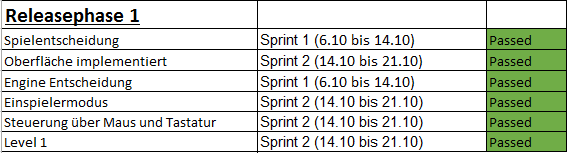 Releasephase 1
Spielentscheidung Sprint 1 (6.10 bis 14.10) Passed
Oberfläche implementiert Sprint 2 (14.10 bis 21.10) Passed
Engine Entscheidung Sprint 1 (6.10 bis 14.10) Passed
Einspielermodus Sprint 2 (14.10 bis 21.10) Passed
Steuerung über Maus und Tastatur Sprint 2 (14.10 bis 21.10) Passed
Level 1 Sprint 2 (14.10 bis 21.10) Passed